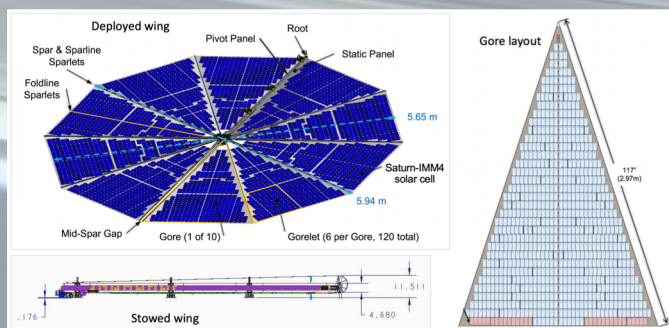 Deployed wing
Root
Pivot Panel
Static Panel
Spar & Sparline
Sparlets
Foldline
Sparlets
5.65 m
Saturn-IMM4
solar cell
5.94 m
Mid-Spar Gap
Gore (1 of 10)
Gorelet (6 per Gore, 120 total)
.176
11.511
4.680
Stowed wing
Gore layout
117"
(2.97m)